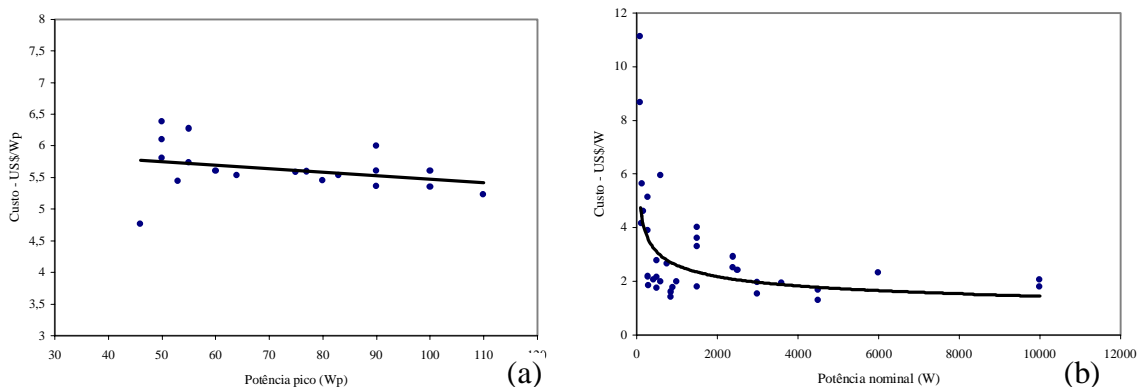 8
7,5
7
6,5
6
5,5
5
4,5
4
3,5
3
30 40 50 60 70 80 90 100 110 120
Custo - US$/Wp
Potência pico (Wp)
(a)
12
10
8
6
4
2
0
0 2000 4000 6000 8000 10000 12000
Custo - US$/W
Potência nominal (W)
(b)